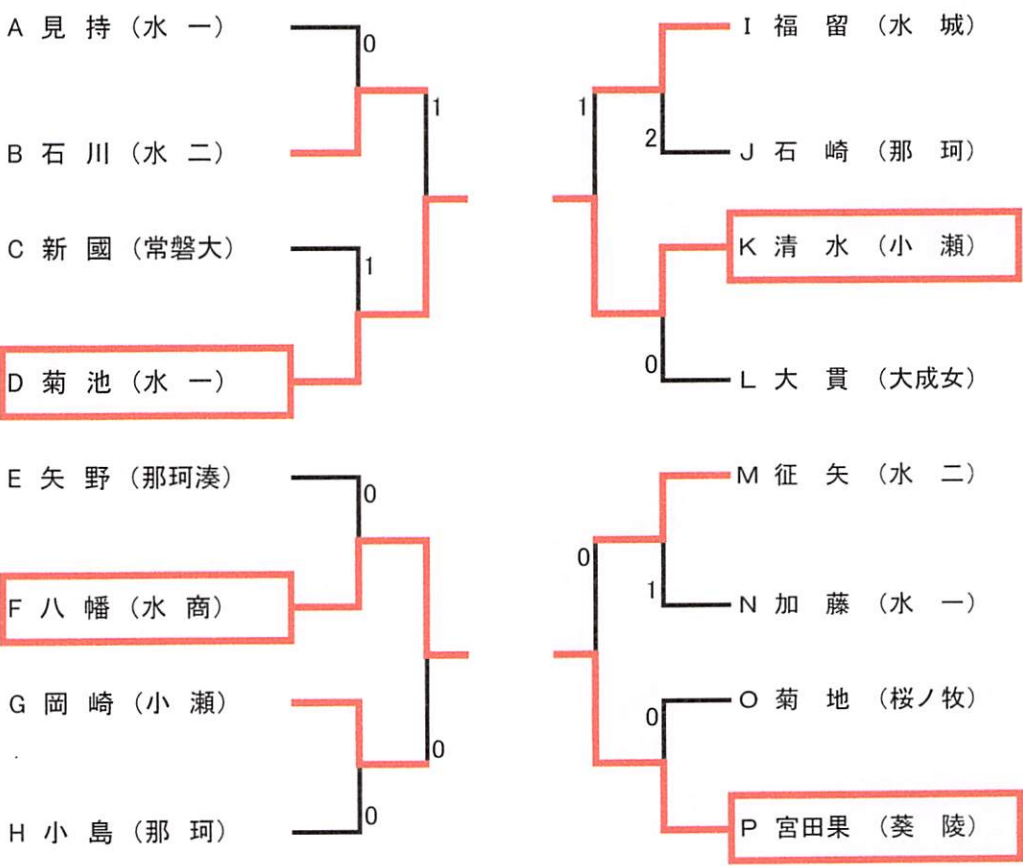 A 見 持 (水 一)
0
1
B 石 川 (水 二)
C 新 國 (常磐大)
1
D 菊 池 (水 一)
E 矢 野 (那珂湊)
0
F 八 幡 (水 商)
G 岡 崎 (小 瀬)
0
0
H 小 島 (那 珂)
I 福 留 (水 城)
1
2
J 石 崎 (那 珂)
K 清 水 (小 瀬)
0
L 大 貫 (大成女)
M 征 矢 (水 二)
0
1
N 加 藤 (水 一)
O 菊 地 (桜ノ牧)
0
P 宮田果 (葵 陵)